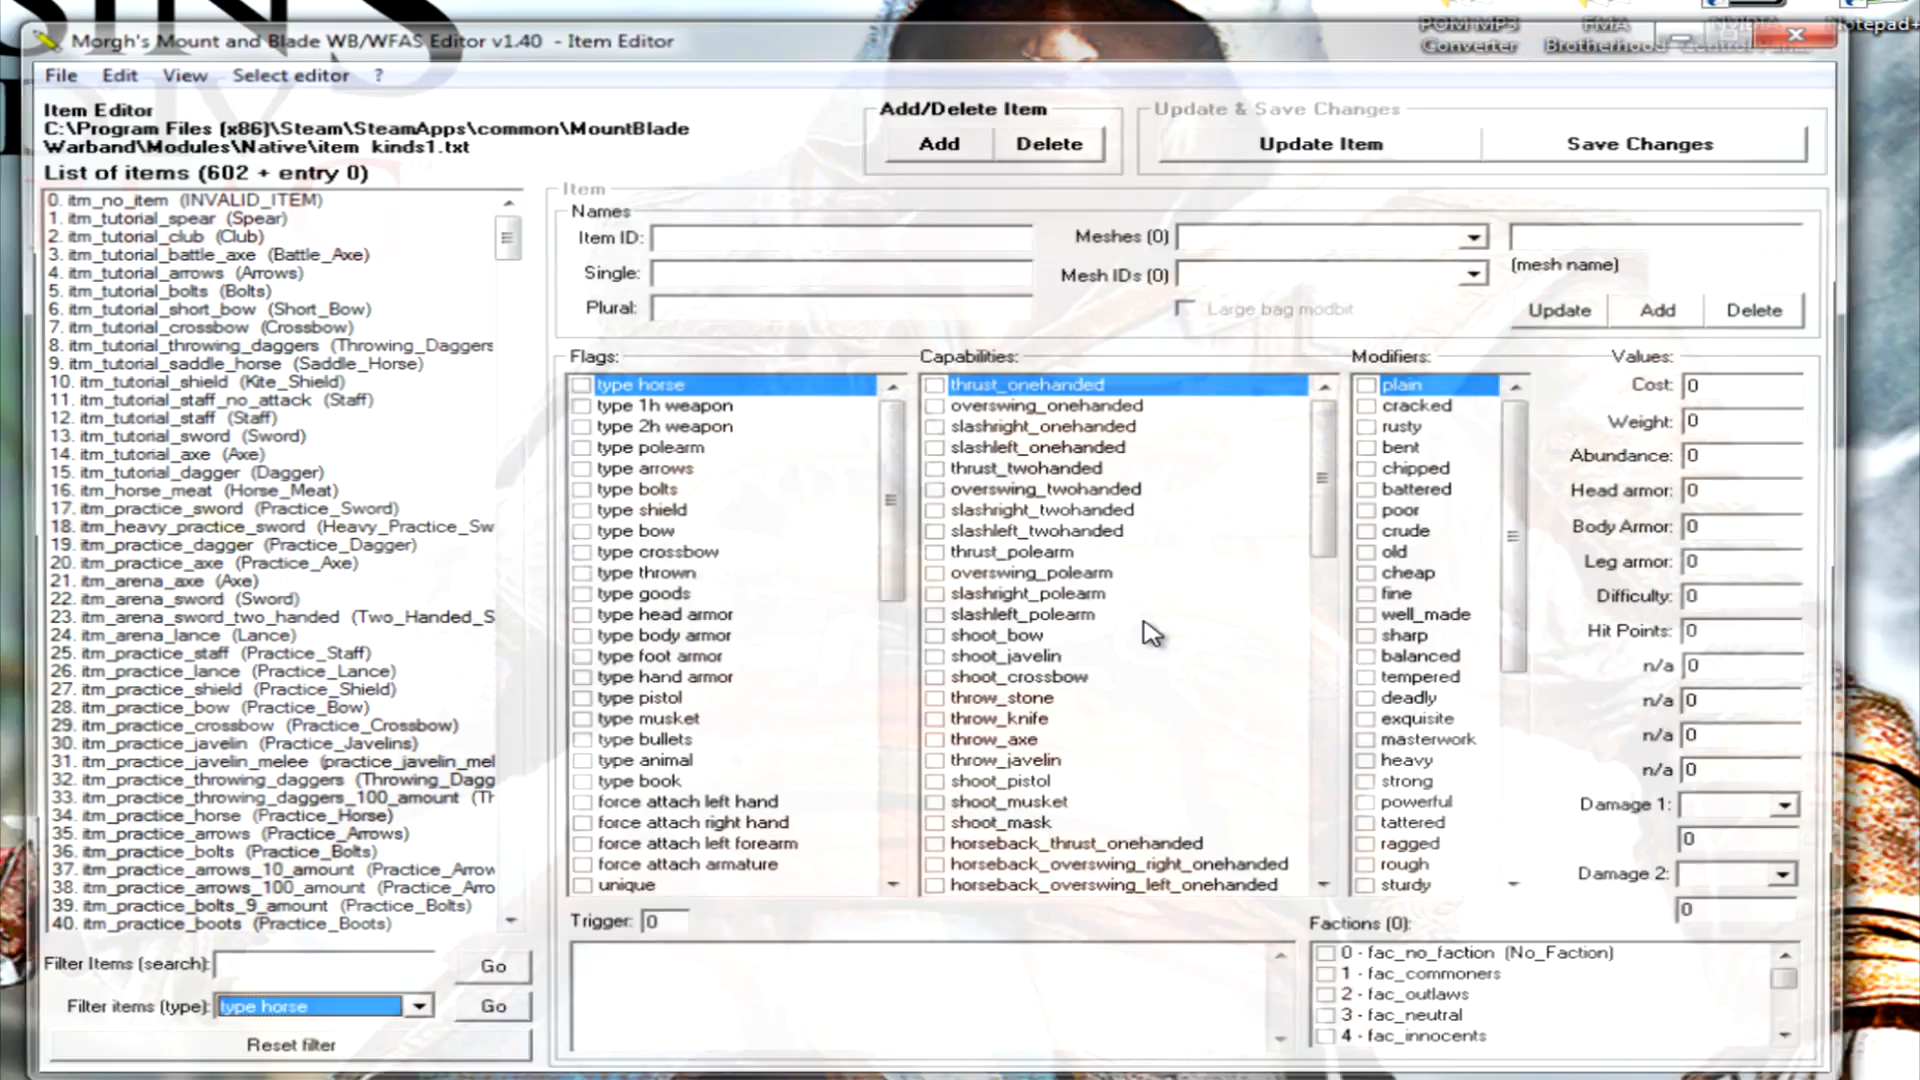 POM MP3
Converter
FMA
Brotherhood
NVIDIA
Notepad+
Morgh's Mount and Blade WB/WFAS Editor v1.40 - Item Editor
File Edit View Select editor ?
Item Editor
C:\Program Files (x86)\Steam\SteamApps\common\MountBlade
Warband\Modules\Native\item_kinds1.txt
List of items (602 + entry 0)
0. itm_no_item (INVALID_ITEM)
1. itm_tutorial_spear (Spear)
2. itm_tutorial_club (Club)
3. itm_tutorial_battle_axe (Battle_Axe)
4. itm_tutorial_arrows (Arrows)
5. itm_tutorial_bolts (Bolts)
6. itm_tutorial_short_bow (Short_Bow)
7. itm_tutorial_crossbow (Crossbow)
8. itm_tutorial_throwing_daggers (Throwing_Daggers
9. itm_tutorial_saddle_horse (Saddle_Horse)
10. itm_tutorial_shield (Kite_Shield)
11. itm_tutorial_staff_no_attack (Staff)
12. itm_tutorial_staff (Staff)
13. itm_tutorial_sword (Sword)
14. itm_tutorial_axe (Axe)
15. itm_tutorial_dagger (Dagger)
16. itm_horse_meat (Horse_Meat)
17. itm_practice_sword (Practice_Sword)
18. itm_heavy_practice_sword (Heavy_Practice_Sw
19. itm_practice_dagger (Practice_Dagger)
20. itm_practice_axe (Practice_Axe)
21. itm_arena_axe (Axe)
22. itm_arena_sword (Sword)
23. itm_arena_sword_two_handed (Two_Handed_S
24. itm_arena_lance (Lance)
25. itm_practice_staff (Practice_Staff)
26. itm_practice_lance (Practice_Lance)
27. itm_practice_shield (Practice_Shield)
28. itm_practice_bow (Practice_Bow)
29. itm_practice_crossbow (Practice_Crossbow)
30. itm_practice_javelin (Practice_Javelins)
31. itm_practice_javelin_melee (practice_javelin_mel
32. itm_practice_throwing_daggers (Throwing_Dagg
33. itm_practice_throwing_daggers_100_amount (Th
34. itm_practice_horse (Practice_Horse)
35. itm_practice_arrows (Practice_Arrows)
36. itm_practice_bolts (Practice_Bolts)
37. itm_practice_arrows_10_amount (Practice_Arrow
38. itm_practice_arrows_100_amount (Practice_Arro
39. itm_practice_bolts_9_amount (Practice_Bolts)
40. itm_practice_boots (Practice_Boots)
Filter Items (search): Go
Filter items (type): type horse Go
Reset filter
Add/Delete Item
Add Delete
Update & Save Changes
Update Item Save Changes
Item
Names
Item ID:
Single:
Plural:
Meshes (0)
Mesh IDs (0)
(mesh name)
Large bag modbit
Update Add Delete
Flags:
type horse
type 1h weapon
type 2h weapon
type polearm
type arrows
type bolts
type shield
type bow
type crossbow
type thrown
type goods
type head armor
type body armor
type foot armor
type hand armor
type pistol
type musket
type bullets
type animal
type book
force attach left hand
force attach right hand
force attach left forearm
force attach armature
unique
Capabilities:
thrust_onehanded
overswing_onehanded
slashright_onehanded
slashleft_onehanded
thrust_twohanded
overswing_twohanded
slashright_twohanded
slashleft_twohanded
thrust_polearm
overswing_polearm
slashright_polearm
slashleft_polearm
shoot_bow
shoot_javelin
shoot_crossbow
throw_stone
throw_knife
throw_axe
throw_javelin
shoot_pistol
shoot_musket
shoot_mask
horseback_thrust_onehanded
horseback_overswing_right_onehanded
horseback_overswing_left_onehanded
Modifiers:
plain
cracked
rusty
bent
chipped
battered
poor
crude
old
cheap
fine
well_made
sharp
balanced
tempered
deadly
exquisite
masterwork
heavy
strong
powerful
tattered
ragged
rough
sturdy
Values:
Cost: 0
Weight: 0
Abundance: 0
Head armor: 0
Body Armor: 0
Leg armor: 0
Difficulty: 0
Hit Points: 0
n/a 0
n/a 0
n/a 0
n/a 0
Damage 1:
0
Damage 2:
0
Trigger: 0
Factions (0):
0 - fac_no_faction (No_Faction)
1 - fac_commoners
2 - fac_outlaws
3 - fac_neutral
4 - fac_innocents